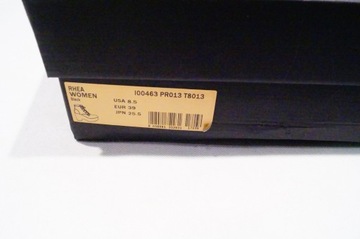 RHEA
WOMEN
I00463 PR013 T8013
USA 8.5
EUR 39
JPN 25.5